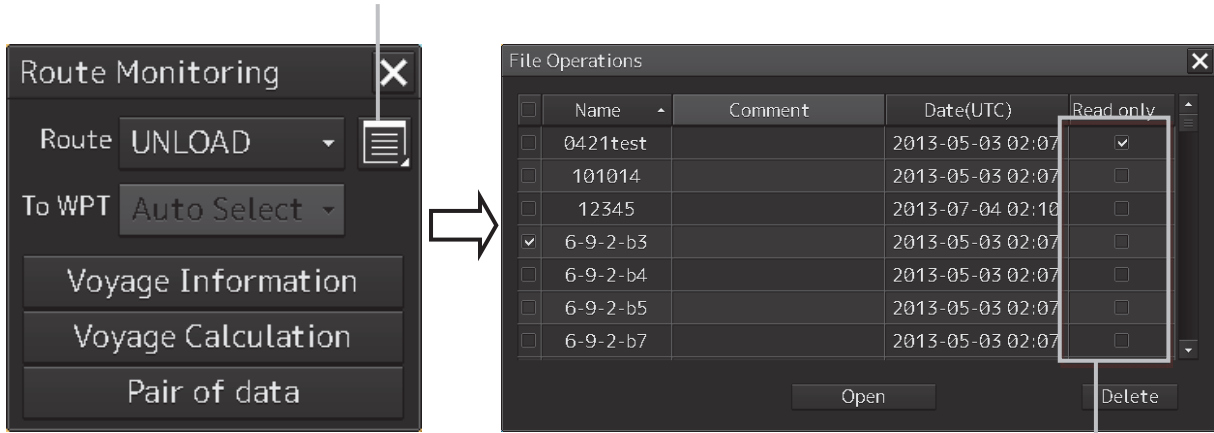 Route Monitoring
Route UNLOAD
To WPT Auto Select
Voyage Information
Voyage Calculation
Pair of data
File Operations
Name Comment Date(UTC) Read only
0421test 2013-05-03 02:07
101014 2013-05-03 02:07
12345 2013-07-04 02:10
6-9-2-b3 2013-05-03 02:07
6-9-2-b4 2013-05-03 02:07
6-9-2-b5 2013-05-03 02:07
6-9-2-b7 2013-05-03 02:07
Open Delete